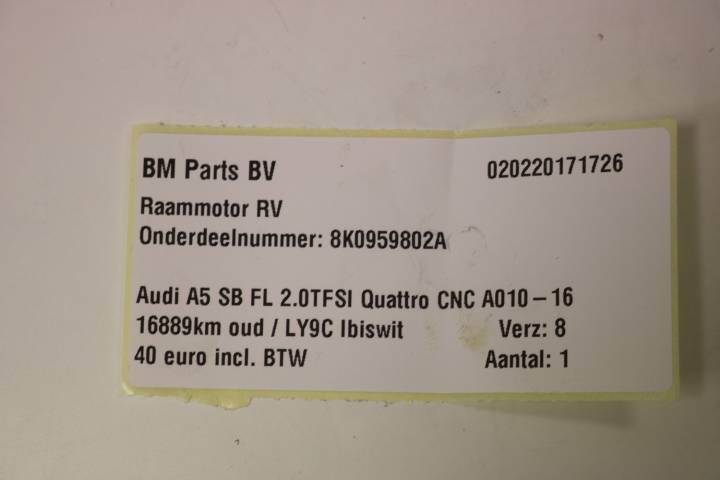 BM Parts BV 020220171726
Raammotor RV
Onderdeelnummer: 8K0959802A
Audi A5 SB FL 2.0TFSI Quattro CNC A010-16
16889km oud / LY9C Ibiswit Verz: 8
40 euro incl. BTW Aantal: 1